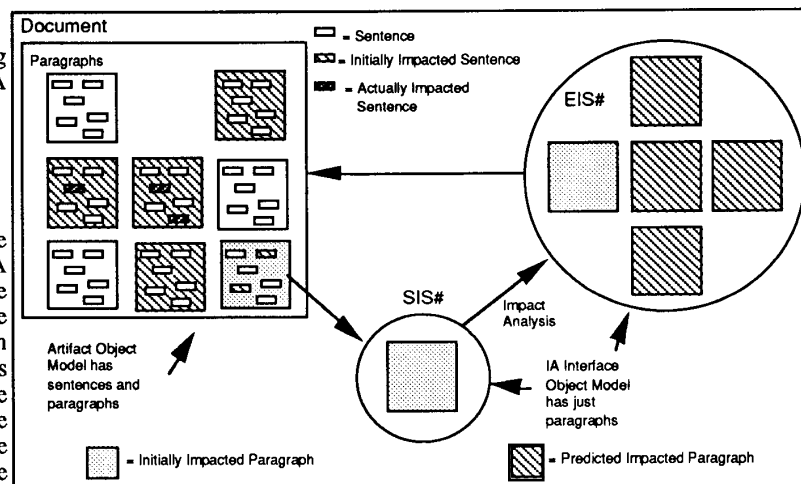 Document
Paragraphs
= Sentence
= Initially Impacted Sentence
= Actually Impacted
Sentence
EIS#
SIS#
Impact
Analysis
Artifact Object
Model has
sentences and
paragraphs
IA Interface
Object Model
has just
paragraphs
= Initially Impacted Paragraph
= Predicted Impacted Paragraph